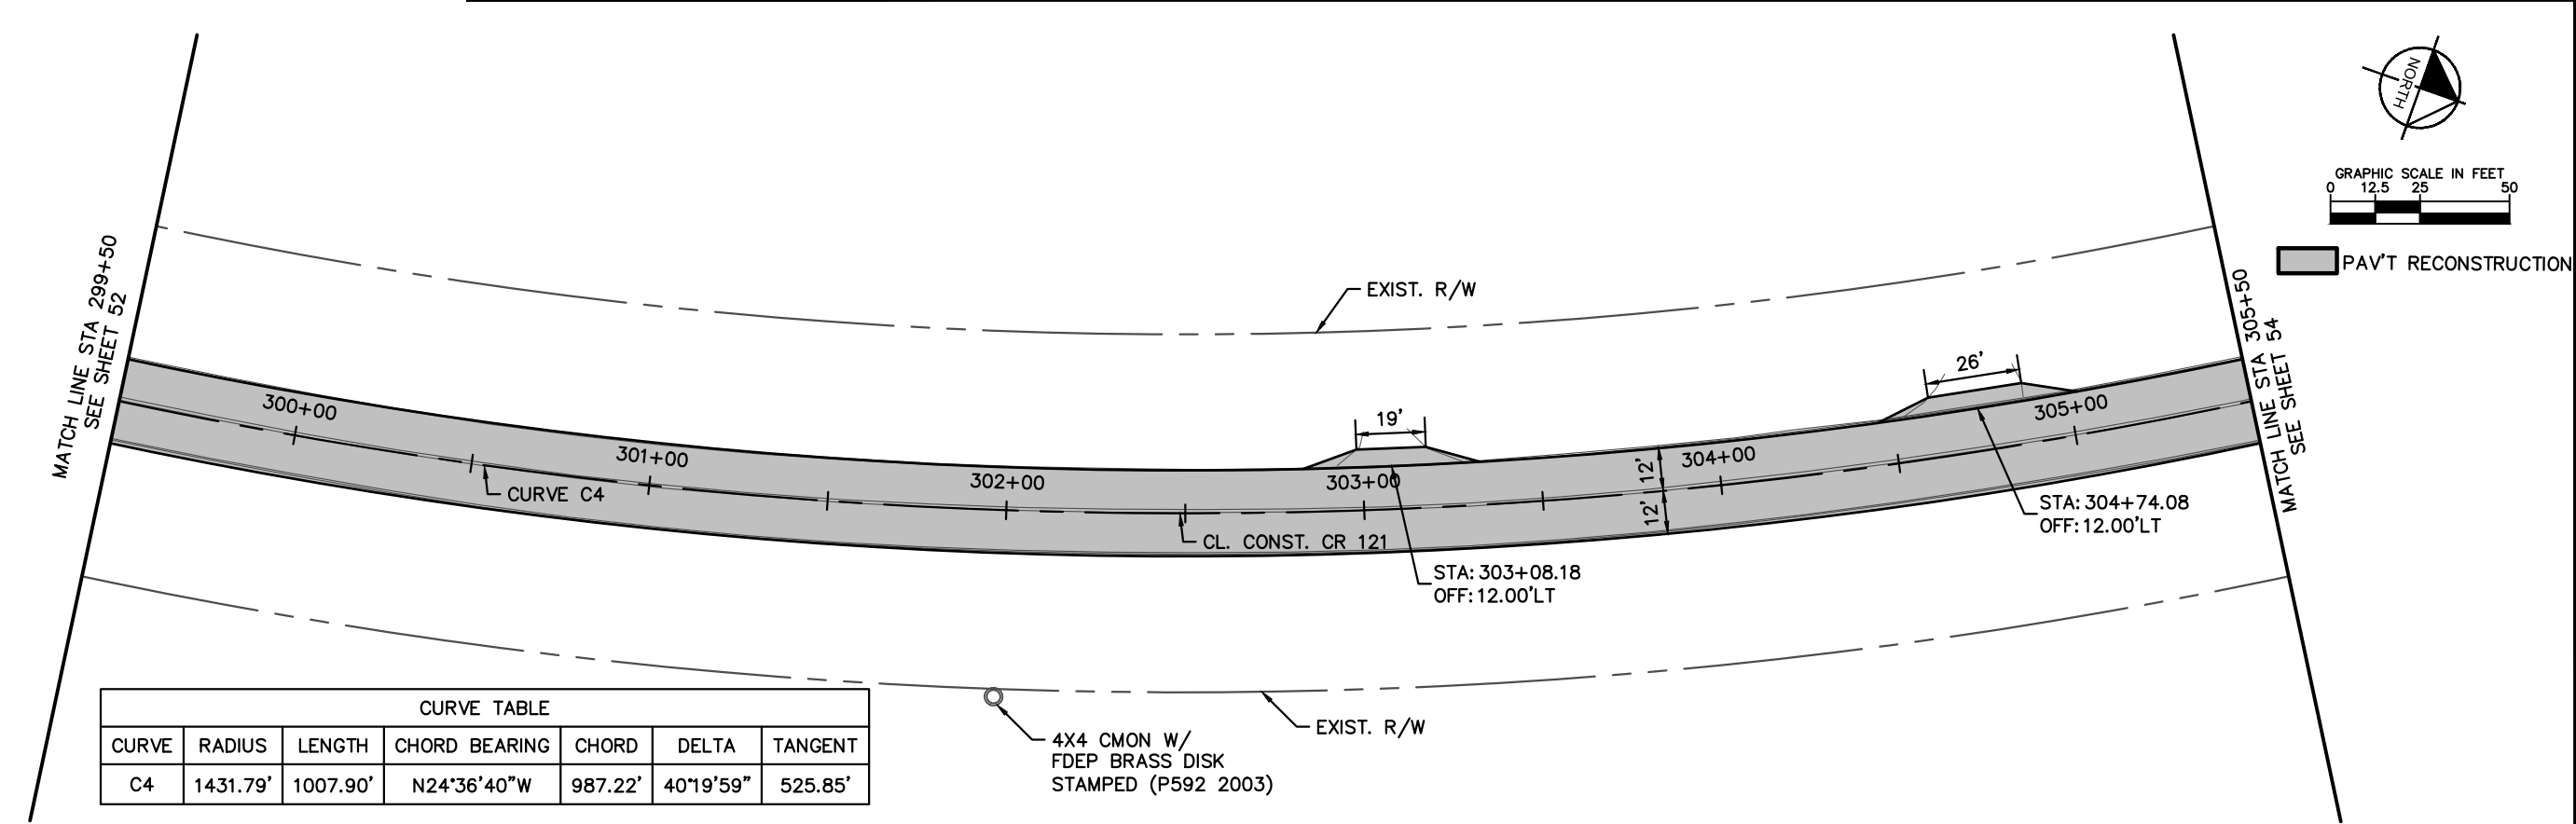 NORTH
GRAPHIC SCALE IN FEET
0 12.5 25 50
PAV'T RECONSTRUCTION
MATCH LINE STA 299+50
SEE SHEET 52
EXIST. R/W
MATCH LINE STA 305+50
SEE SHEET 54
26'
19'
300+00
301+00
302+00
303+00
304+00
305+00
12'
12'
CURVE C4
CL. CONST. CR 121
STA: 304+74.08
OFF: 12.00'LT
STA: 303+08.18
OFF: 12.00'LT
EXIST. R/W
4X4 CMON W/
FDEP BRASS DISK
STAMPED (P592 2003)
CURVE TABLE
CURVE RADIUS LENGTH CHORD BEARING CHORD DELTA TANGENT
C4 1431.79' 1007.90' N24°36'40"W 987.22' 40°19'59" 525.85'